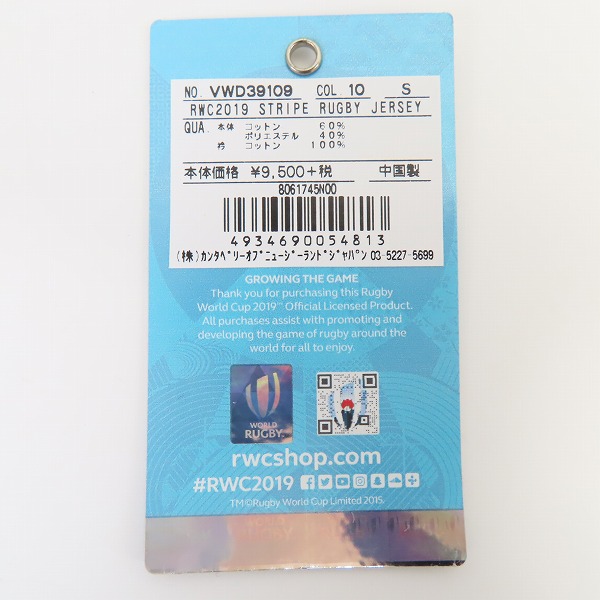 NO. VWD39109 COL. 10 S
RWC2019 STRIPE RUGBY JERSEY
QUA. 本体 コットン 60%
ポリエステル 40%
衿 コットン 100%
本体価格 ¥9,500+税 中国製
8061745N00
4934690054813
(株)カンタベリーオブニュージーランドジャパン 03-5227-5699
GROWING THE GAME
Thank you for purchasing this Rugby
World Cup 2019™ Official Licensed Product.
All purchases assist with promoting and
developing the game of rugby around the
world for all to enjoy.
WORLD
RUGBY
rwcshop.com
#RWC2019
TM©Rugby World Cup Limited 2015.